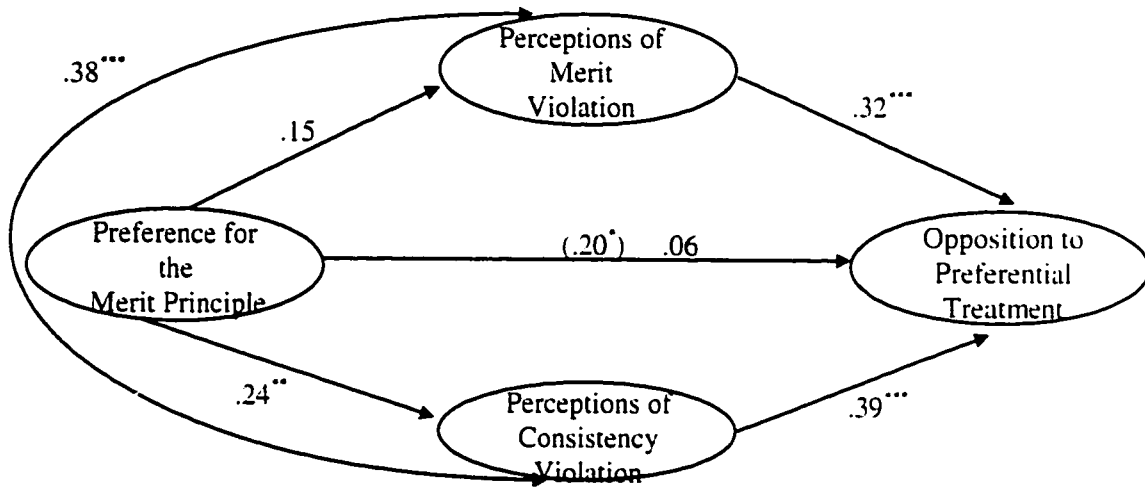 Perceptions of
Merit
Violation
.38***
.32***
.15
Preference for
the
Merit Principle
(.20*) .06
Opposition to
Preferential
Treatment
.24**
Perceptions of
Consistency
Violation
.39***